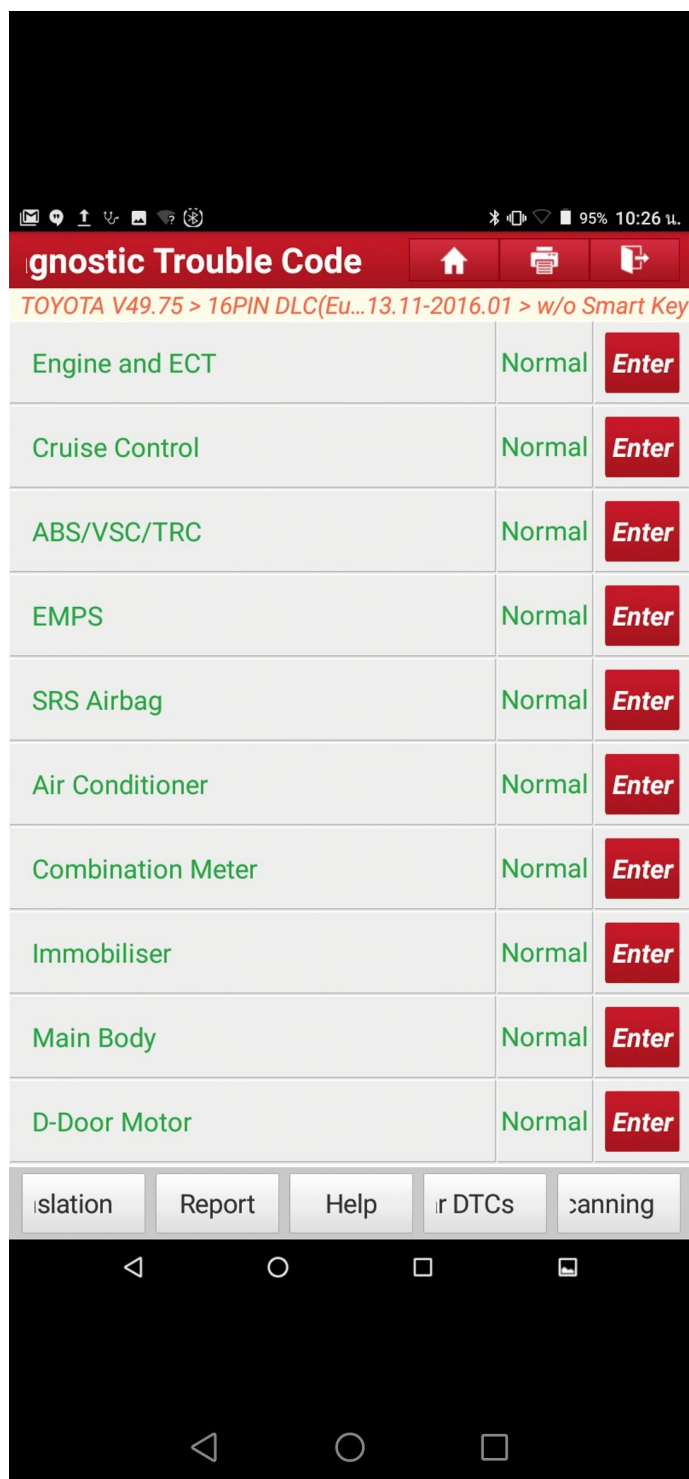 95% 10:26 น.
gnostic Trouble Code
TOYOTA V49.75 > 16PIN DLC(Eu...13.11-2016.01 > w/o Smart Key
Engine and ECT Normal Enter
Cruise Control Normal Enter
ABS/VSC/TRC Normal Enter
EMPS Normal Enter
SRS Airbag Normal Enter
Air Conditioner Normal Enter
Combination Meter Normal Enter
Immobiliser Normal Enter
Main Body Normal Enter
D-Door Motor Normal Enter
slation Report Help r DTCs canning